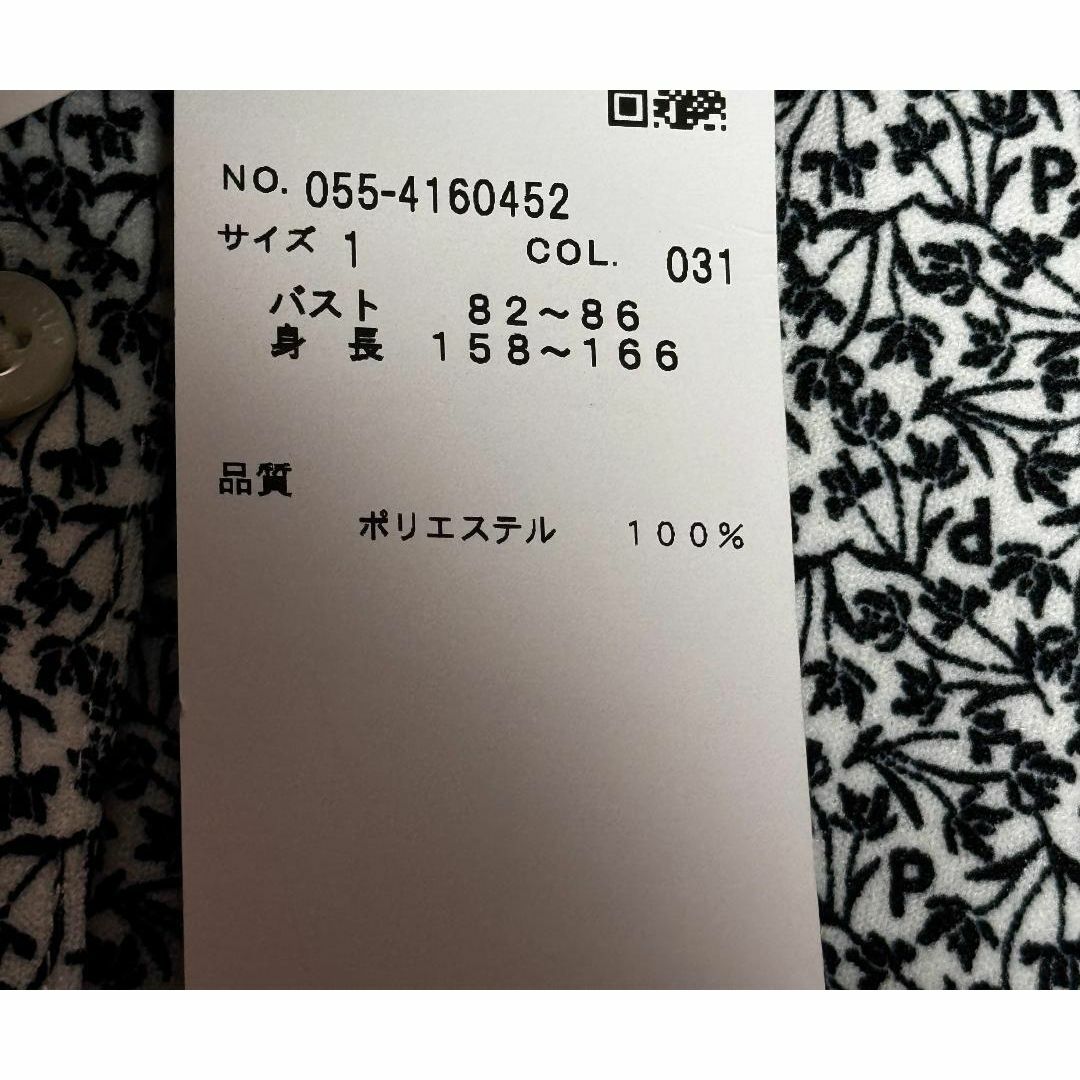 NO. 055-4160452
サイズ 1 COL. 031
バスト 82~86
身 長 158~166
品質
ポリエステル 100%
P
P
P